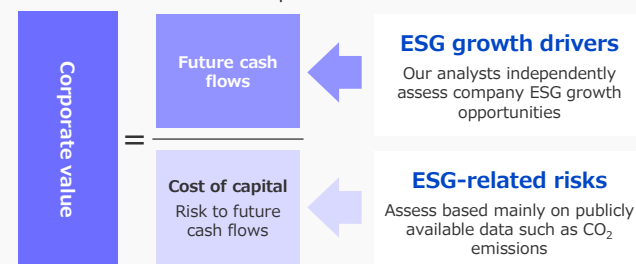 Corporate value
=
Future cash
flows
ESG growth drivers
Our analysts independently
assess company ESG growth
opportunities
Cost of capital
Risk to future
cash flows
ESG-related risks
Assess based mainly on publicly
available data such as CO₂
emissions